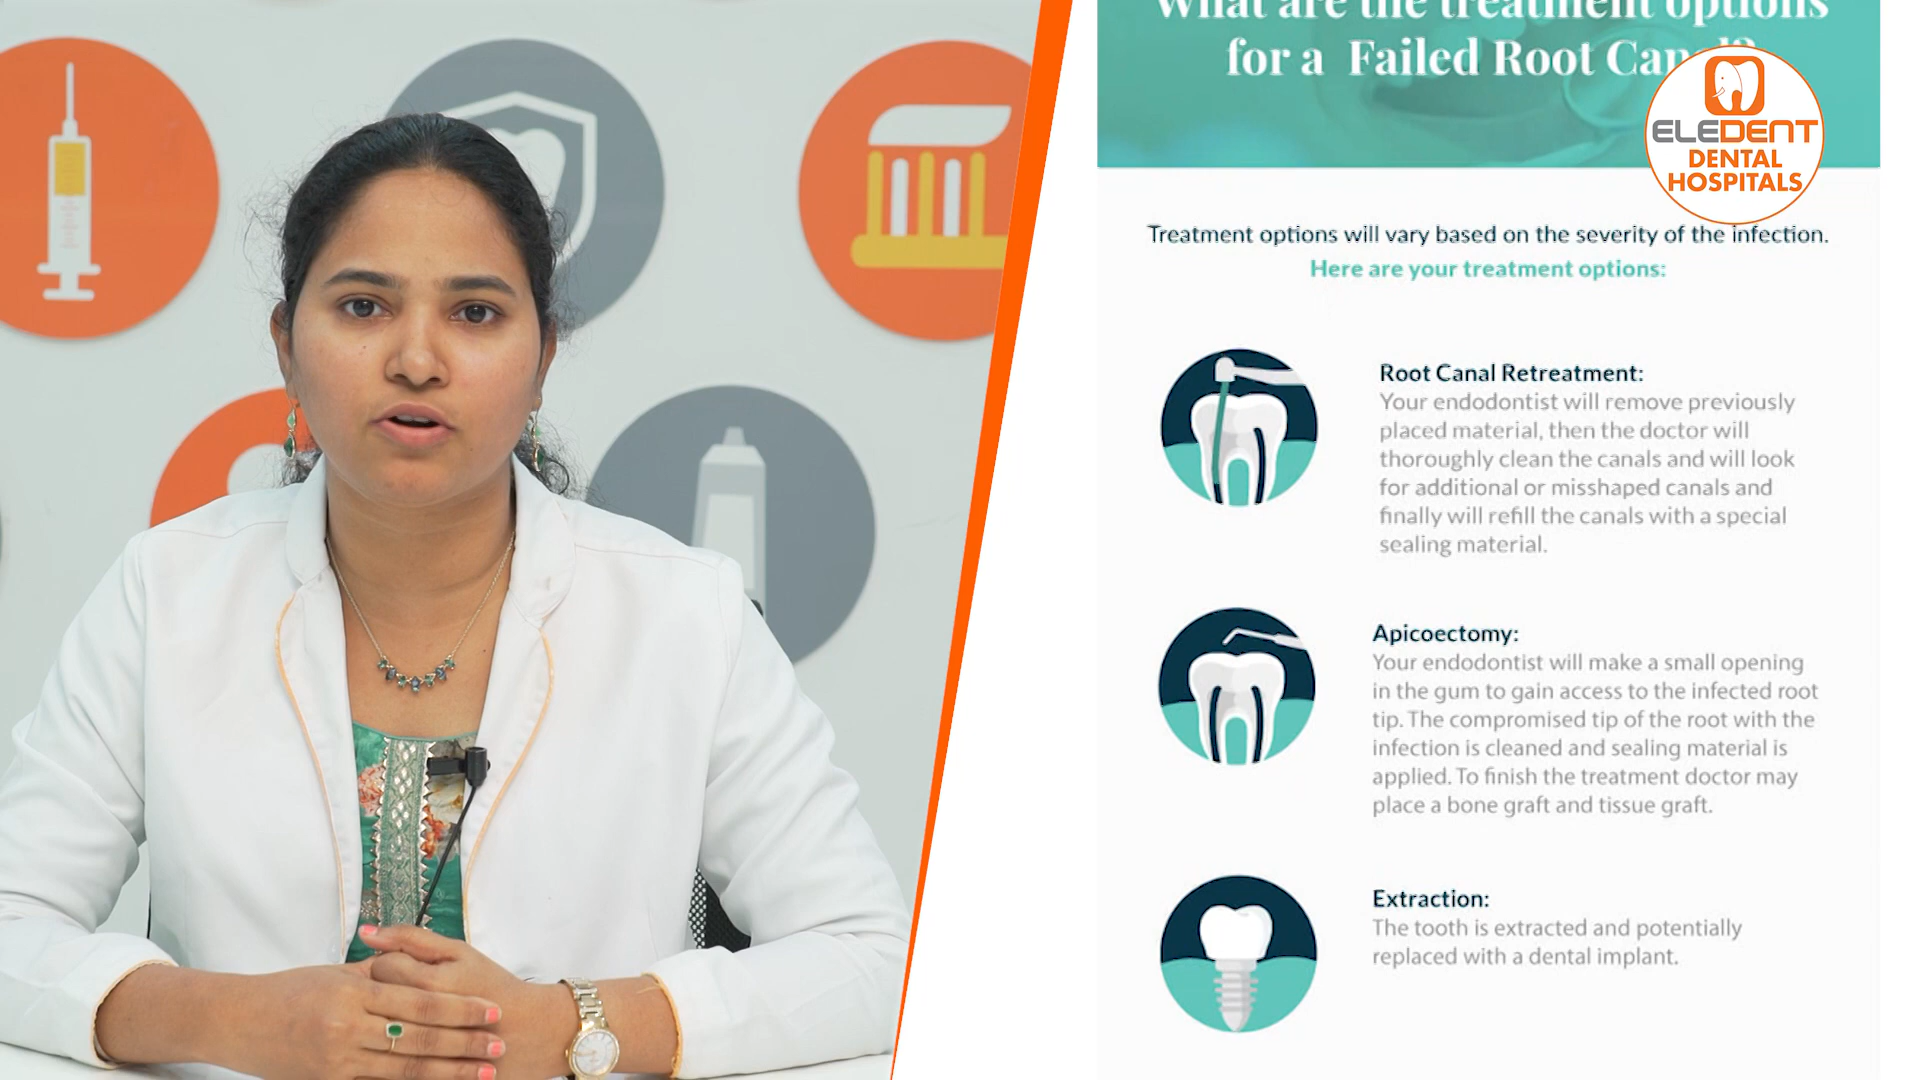 What are the treatment options
for a Failed Root Canal?
ELEDENT
DENTAL
HOSPITALS
Treatment options will vary based on the severity of the infection.
Here are your treatment options:
Root Canal Retreatment:
Your endodontist will remove previously
placed material, then the doctor will
thoroughly clean the canals and will look
for additional or misshaped canals and
finally will refill the canals with a special
sealing material.
Apicoectomy:
Your endodontist will make a small opening
in the gum to gain access to the infected root
tip. The compromised tip of the root with the
infection is cleaned and sealing material is
applied. To finish the treatment doctor may
place a bone graft and tissue graft.
Extraction:
The tooth is extracted and potentially
replaced with a dental implant.